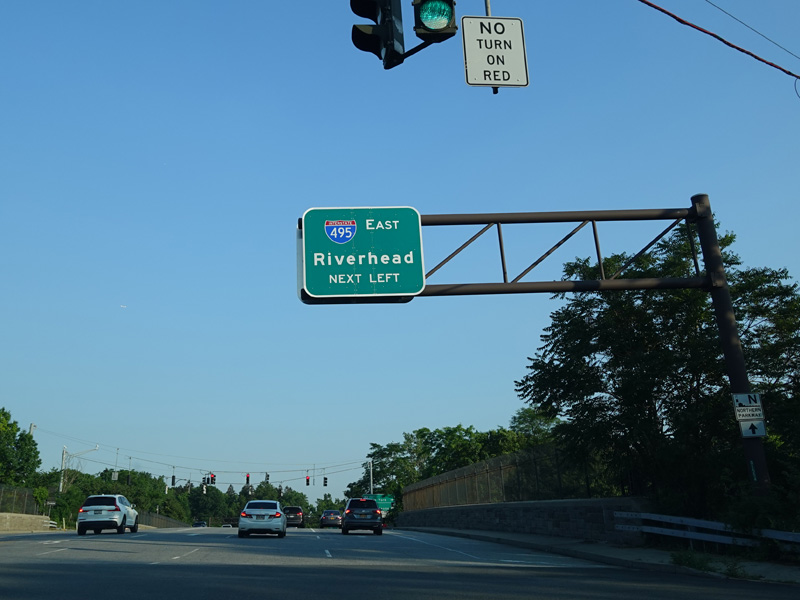 NO
TURN
ON
RED
INTERSTATE
495
EAST
Riverhead
NEXT LEFT
N
NORTHERN
PARKWAY